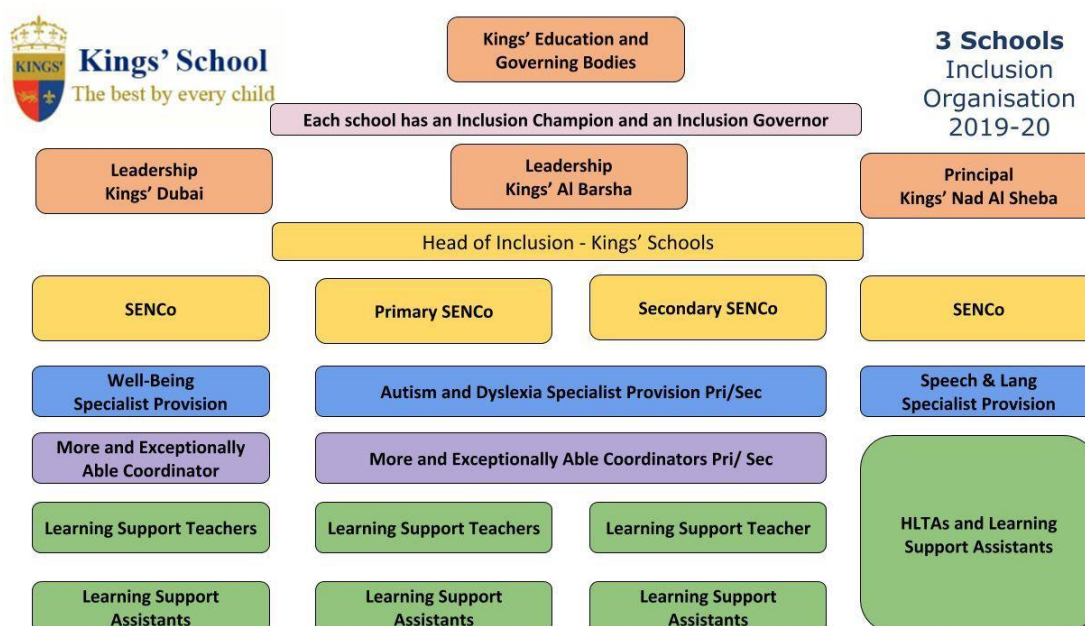 KINGS'
Kings' School
The best by every child
Kings' Education and
Governing Bodies
3 Schools
Inclusion
Organisation
2019-20
Each school has an Inclusion Champion and an Inclusion Governor
Leadership
Kings' Dubai
Leadership
Kings' Al Barsha
Principal
Kings' Nad Al Sheba
Head of Inclusion - Kings' Schools
SENCo
Primary SENCo
Secondary SENCo
SENCo
Well-Being
Specialist Provision
Autism and Dyslexia Specialist Provision Pri/Sec
Speech & Lang
Specialist Provision
More and Exceptionally
Able Coordinator
More and Exceptionally Able Coordinators Pri/ Sec
Learning Support Teachers
Learning Support Teachers
Learning Support Teacher
HLTAs and Learning
Support Assistants
Learning Support
Assistants
Learning Support
Assistants
Learning Support
Assistants